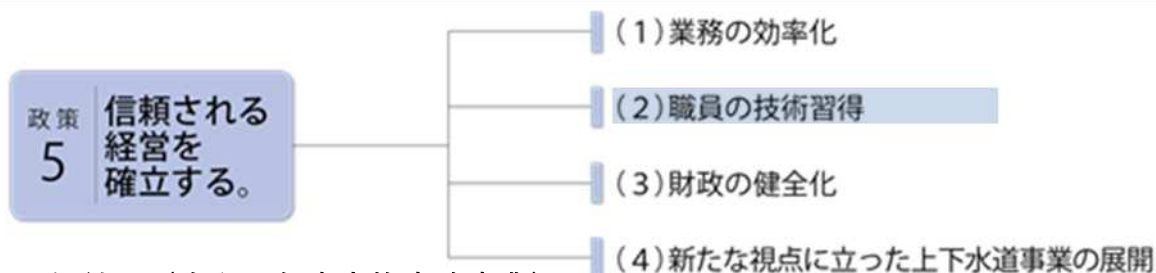 政策
5
信頼される
経営を
確立する。
(1)業務の効率化
(2)職員の技術習得
(3)財政の健全化
(4)新たな視点に立った上下水道事業の展開